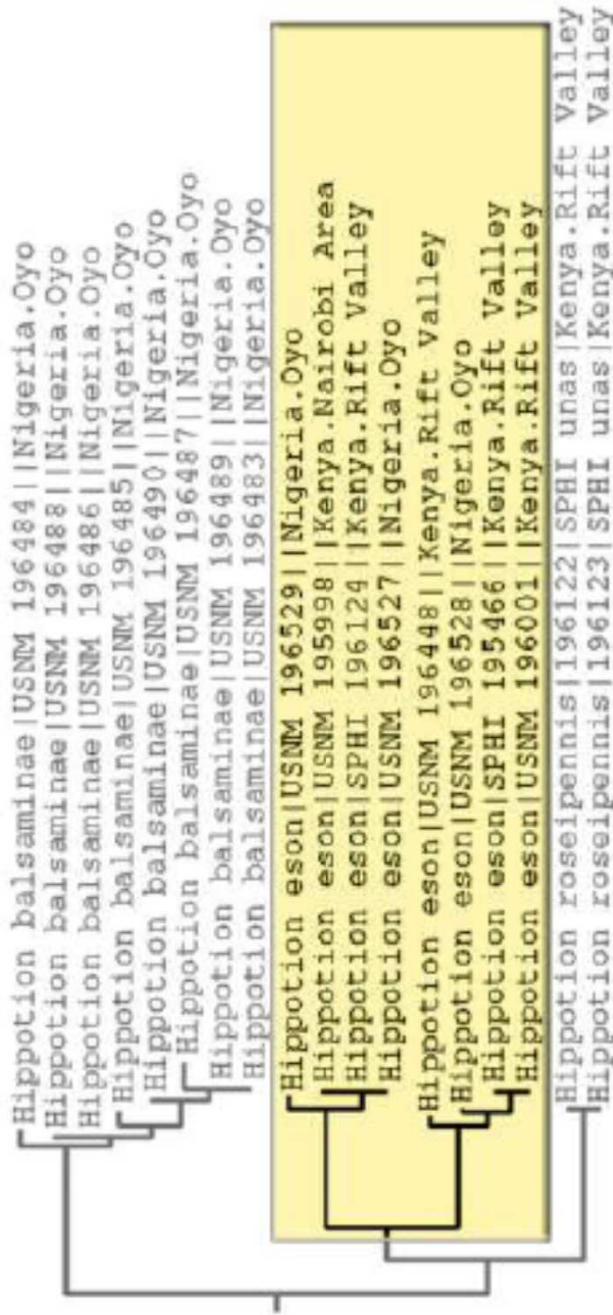 Hippotion balsaminae|USNM 196484||Nigeria.Oyo
Hippotion balsaminae|USNM 196488||Nigeria.Oyo
Hippotion balsaminae|USNM 196486||Nigeria.Oyo
Hippotion balsaminae|USNM 196485||Nigeria.Oyo
Hippotion balsaminae|USNM 196490||Nigeria.Oyo
Hippotion balsaminae|USNM 196487||Nigeria.Oyo
Hippotion balsaminae|USNM 196489||Nigeria.Oyo
Hippotion balsaminae|USNM 196483||Nigeria.Oyo
Hippotion eson|USNM 196529||Nigeria.Oyo
Hippotion eson|USNM 195998||Kenya.Nairobi Area
Hippotion eson|SPHI 196124||Kenya.Rift Valley
Hippotion eson|USNM 196527||Nigeria.Oyo
Hippotion eson|USNM 196448||Kenya.Rift Valley
Hippotion eson|USNM 196528||Nigeria.Oyo
Hippotion eson|SPHI 195466||Kenya.Rift Valley
Hippotion eson|USNM 196001||Kenya.Rift Valley
Hippotion roseipennis|196122|SPHI unas|Kenya.Rift Valley
Hippotion roseipennis|196123|SPHI unas|Kenya.Rift Valley